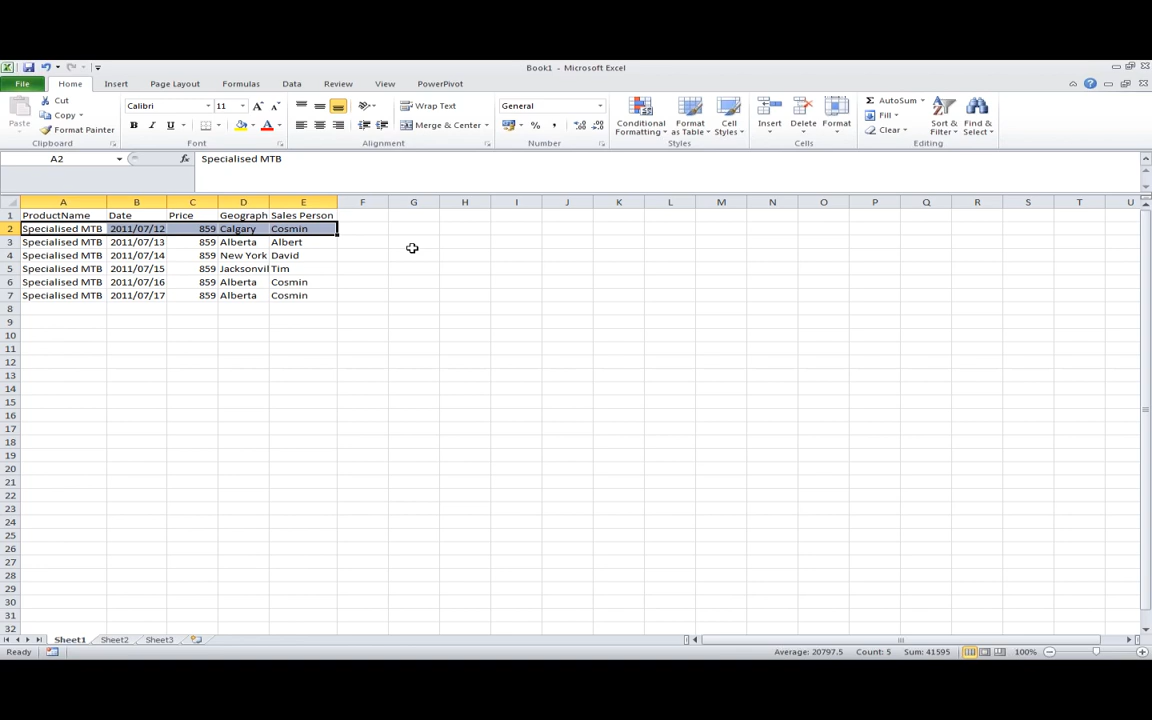 Book1 - Microsoft Excel
File Home Insert Page Layout Formulas Data Review View PowerPivot
Paste Cut Copy Format Painter Clipboard
Calibri 11 A A B I U A Font
Wrap Text Merge & Center Alignment
General % , Number
Conditional Formatting Format as Table Cell Styles Styles
Insert Delete Format Cells
AutoSum Fill Clear Sort & Filter Find & Select Editing
A2 fx Specialised MTB
A B C D E F G H I J K L M N O P Q R S T U
1 ProductName Date Price Geograph Sales Person
2 Specialised MTB 2011/07/12 859 Calgary Cosmin
3 Specialised MTB 2011/07/13 859 Alberta Albert
4 Specialised MTB 2011/07/14 859 New York David
5 Specialised MTB 2011/07/15 859 Jacksonvil Tim
6 Specialised MTB 2011/07/16 859 Alberta Cosmin
7 Specialised MTB 2011/07/17 859 Alberta Cosmin
8
9
10
11
12
13
14
15
16
17
18
19
20
21
22
23
24
25
26
27
28
29
30
31
32
Sheet1 Sheet2 Sheet3
Ready Average: 20797.5 Count: 5 Sum: 41595 100%